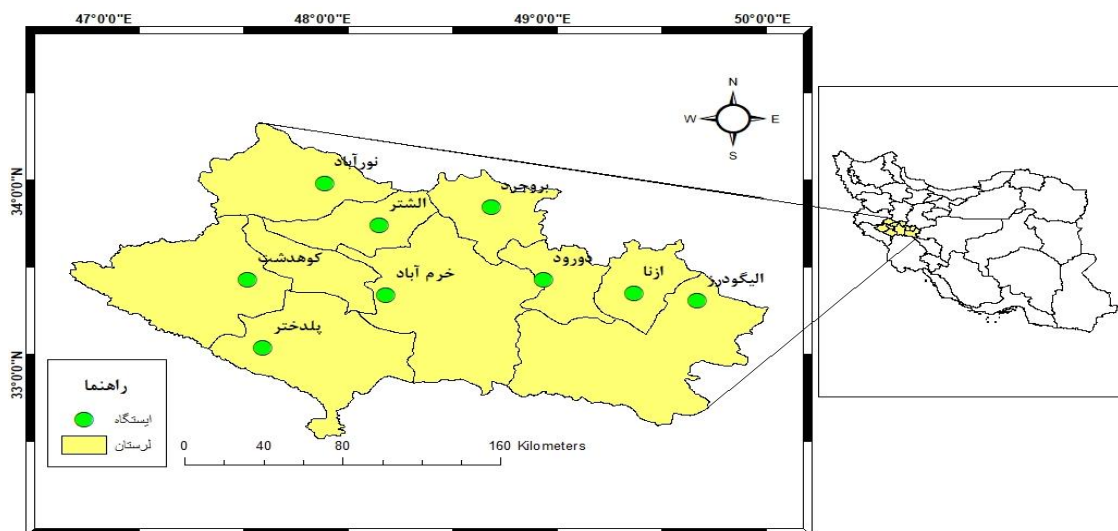 47°0'0"E
48°0'0"E
49°0'0"E
50°0'0"E
34°0'0"N
33°0'0"N
N
W
E
S
نورآباد
بروجرد
الشتر
کوهدشت
خرم آباد
دورود
ازنا
الیگودرز
پلدختر
راهنما
ایستگاه
لرستان
0 40 80 160 Kilometers